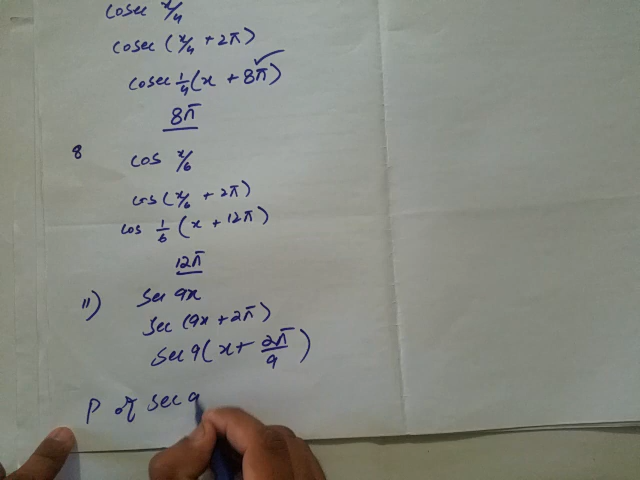 cosec x/4
cosec (x/4 + 2π)
cosec 1/4 (x + 8π)
8π
8 cos x/6
cos (x/6 + 2π)
cos 1/6 (x + 12π)
12π
11) sec 9x
sec (9x + 2π)
sec 9 (x + 2π/9)
P of sec 9